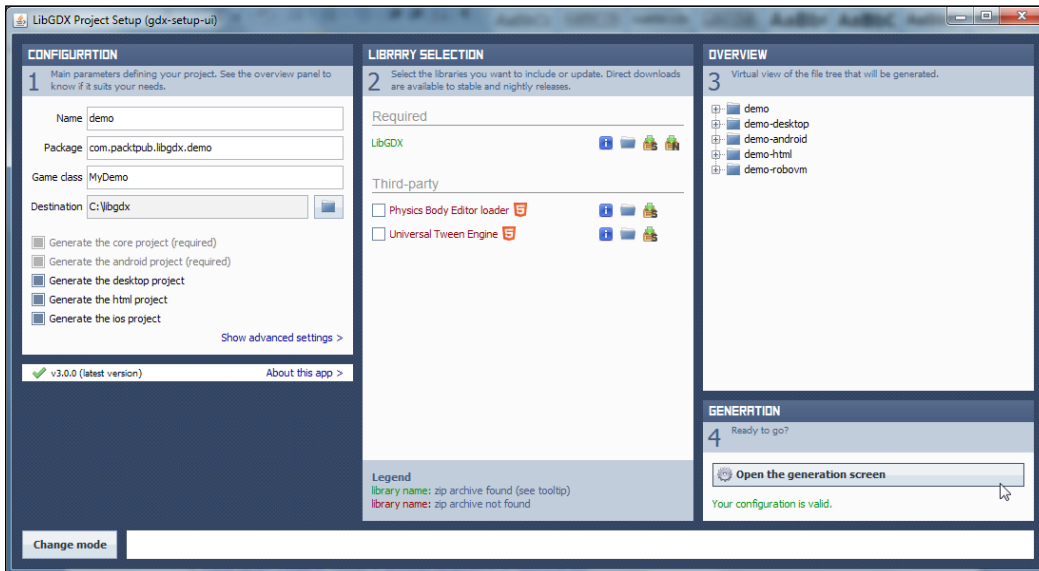 LibGDX Project Setup (gdx-setup-ui)
CONFIGURATION
1 Main parameters defining your project. See the overview panel to
know if it suits your needs.
Name demo
Package com.packtpub.libgdx.demo
Game class MyDemo
Destination C:\libgdx
Generate the core project (required)
Generate the android project (required)
Generate the desktop project
Generate the html project
Generate the ios project
Show advanced settings >
v3.0.0 (latest version) About this app >
LIBRARY SELECTION
2 Select the libraries you want to include or update. Direct downloads
are available to stable and nightly releases.
Required
LibGDX
Third-party
Physics Body Editor loader
Universal Tween Engine
Legend
library name: zip archive found (see tooltip)
library name: zip archive not found
OVERVIEW
3 Virtual view of the file tree that will be generated.
demo
demo-desktop
demo-android
demo-html
demo-robovm
GENERATION
4 Ready to go?
Open the generation screen
Your configuration is valid.
Change mode